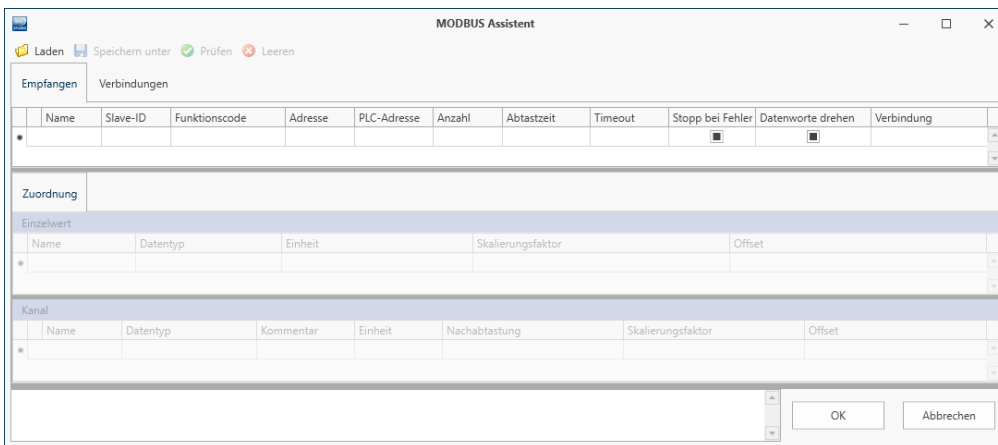 MODBUS Assistent
Laden Speichern unter Prüfen Leeren
Empfangen Verbindungen
Name Slave-ID Funktionscode Adresse PLC-Adresse Anzahl Abtastzeit Timeout Stopp bei Fehler Datenworte drehen Verbindung
Zuordnung
Einzelwert
Name Datentyp Einheit Skalierungsfaktor Offset
Kanal
Name Datentyp Kommentar Einheit Nachabtastung Skalierungsfaktor Offset
OK Abbrechen